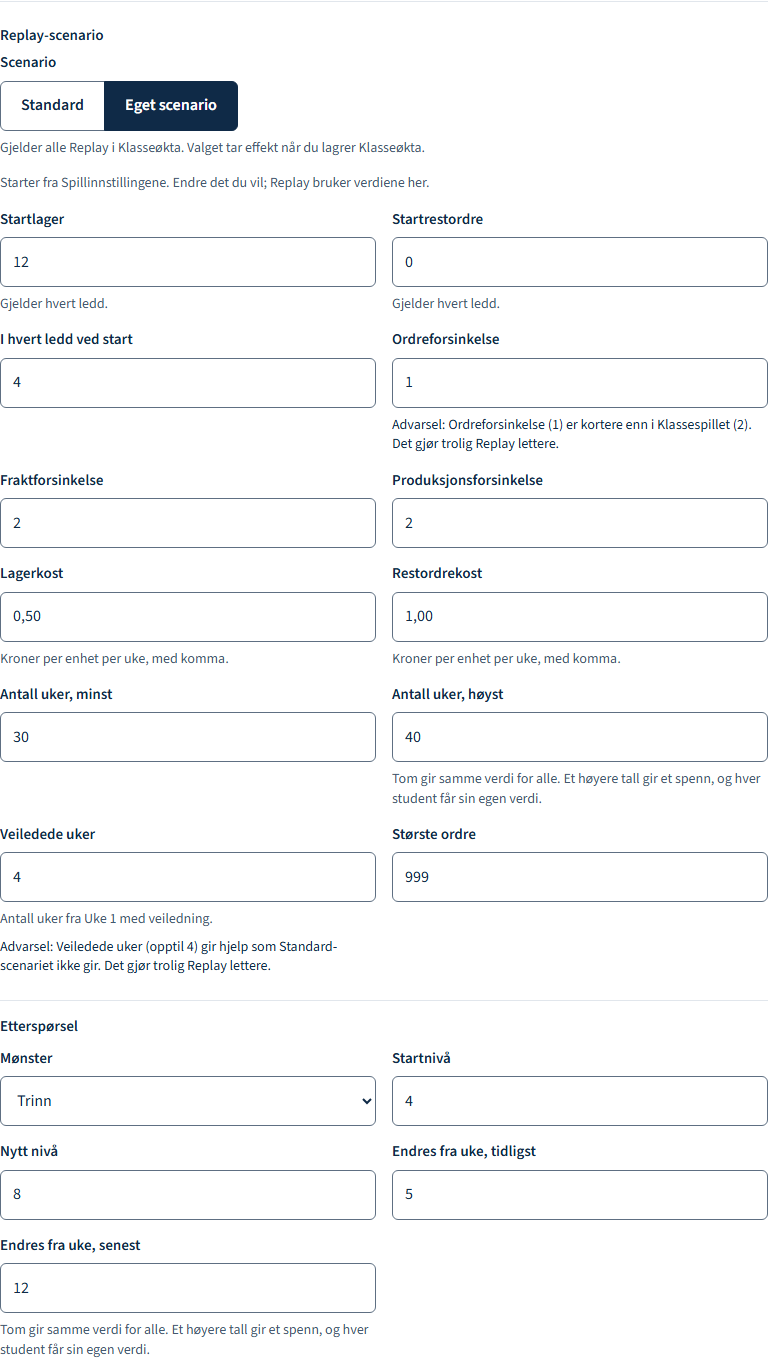 Replay-scenario
Scenario
Standard
Eget scenario
Gjelder alle Replay i Klasseøkta. Valget tar effekt når du lagrer Klasseøkta.
Starter fra Spillinnstillingene. Endre det du vil; Replay bruker verdiene her.
Startlager
Startrestordre
12
0
Gjelder hvert ledd.
Gjelder hvert ledd.
I hvert ledd ved start
Ordreforsinkelse
4
1
Advarsel: Ordreforsinkelse (1) er kortere enn i Klassespillet (2).
Det gjør trolig Replay lettere.
Fraktforsinkelse
Produksjonsforsinkelse
2
2
Lagerkost
Restordrekost
0,50
1,00
Kroner per enhet per uke, med komma.
Kroner per enhet per uke, med komma.
Antall uker, minst
Antall uker, høyst
30
40
Tom gir samme verdi for alle. Et høyere tall gir et spenn, og hver
student får sin egen verdi.
Veiledede uker
Største ordre
4
999
Antall uker fra Uke 1 med veiledning.
Advarsel: Veiledede uker (opptil 4) gir hjelp som Standard-
scenariet ikke gir. Det gjør trolig Replay lettere.
Etterspørsel
Mønster
Startnivå
Trinn
4
Nytt nivå
Endres fra uke, tidligst
8
5
Endres fra uke, senest
12
Tom gir samme verdi for alle. Et høyere tall gir et spenn, og hver
student får sin egen verdi.